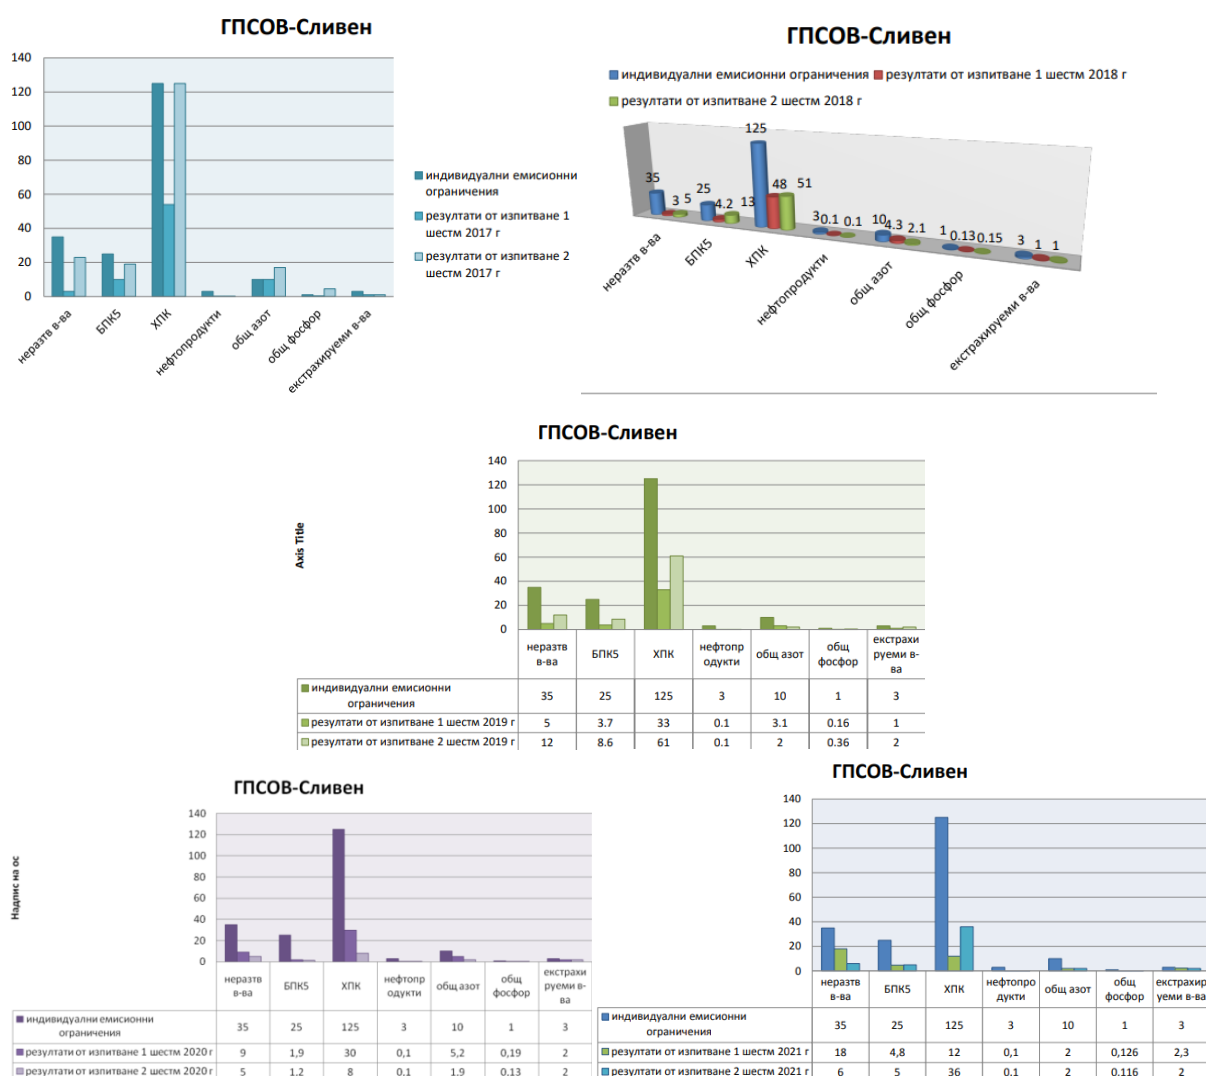 ГПСОВ-Сливен
140
120
100
80
60
40
20
0
неразтв в-ва
БПК5
ХПК
нефтопродукти
общ азот
общ фосфор
екстрахируеми в-ва
индивидуални емисионни
ограничения
резултати от изпитване 1
шестм 2017 г
резултати от изпитване 2
шестм 2017 г
ГПСОВ-Сливен
индивидуални емисионни ограничения резултати от изпитване 1 шестм 2018 г
резултати от изпитване 2 шестм 2018 г
35 3 5 25 4.2 13 125 48 51 3 0.1 0.1 10 4.3 2.1 1 0.13 0.15 3 1 1
неразтв в-ва
БПК5
ХПК
нефтопродукти
общ азот
общ фосфор
екстрахируеми в-ва
ГПСОВ-Сливен
Axis Title
140
120
100
80
60
40
20
0
неразтв в-ва БПК5 ХПК нефтопр одукти общ азот общ фосфор екстрахи руеми в- ва
индивидуални емисионни
ограничения 35 25 125 3 10 1 3
резултати от изпитване 1 шестм 2019 г 5 3.7 33 0.1 3.1 0.16 1
резултати от изпитване 2 шестм 2019 г 12 8.6 61 0.1 2 0.36 2
ГПСОВ-Сливен
Надпис на ос
140
120
100
80
60
40
20
0
неразтв в-ва БПК5 ХПК нефтопр одукти общ азот общ фосфор екстрахи руеми в- ва
индивидуални емисионни
ограничения 35 25 125 3 10 1 3
резултати от изпитване 1 шестм 2020 г 9 1,9 30 0,1 5,2 0,19 2
резултати от изпитване 2 шестм 2020 г 5 1,2 8 0,1 1,9 0,13 2
ГПСОВ-Сливен
140
120
100
80
60
40
20
0
неразтв в-ва БПК5 ХПК нефтопро дукти общ азот общ фосфор екстрахир уеми в-ва
индивидуални емисионни
ограничения 35 25 125 3 10 1 3
резултати от изпитване 1 шестм 2021 г 18 4,8 12 0,1 2 0,126 2,3
резултати от изпитване 2 шестм 2021 г 6 5 36 0,1 2 0,116 2